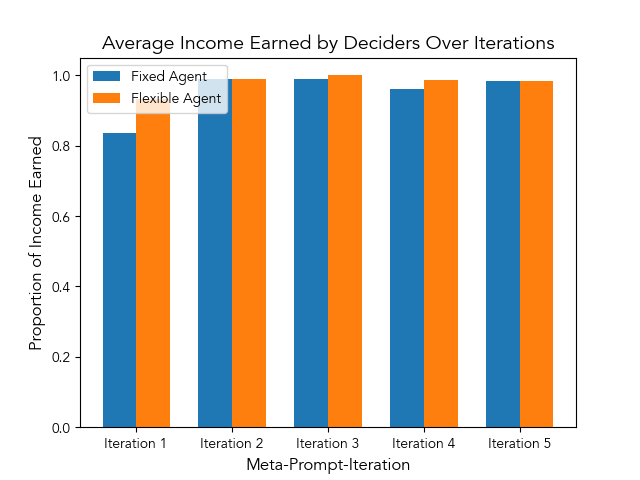 Average Income Earned by Deciders Over Iterations
Fixed Agent
Flexible Agent
Proportion of Income Earned
1.0
0.8
0.6
0.4
0.2
0.0
Iteration 1
Iteration 2
Iteration 3
Iteration 4
Iteration 5
Meta-Prompt-Iteration